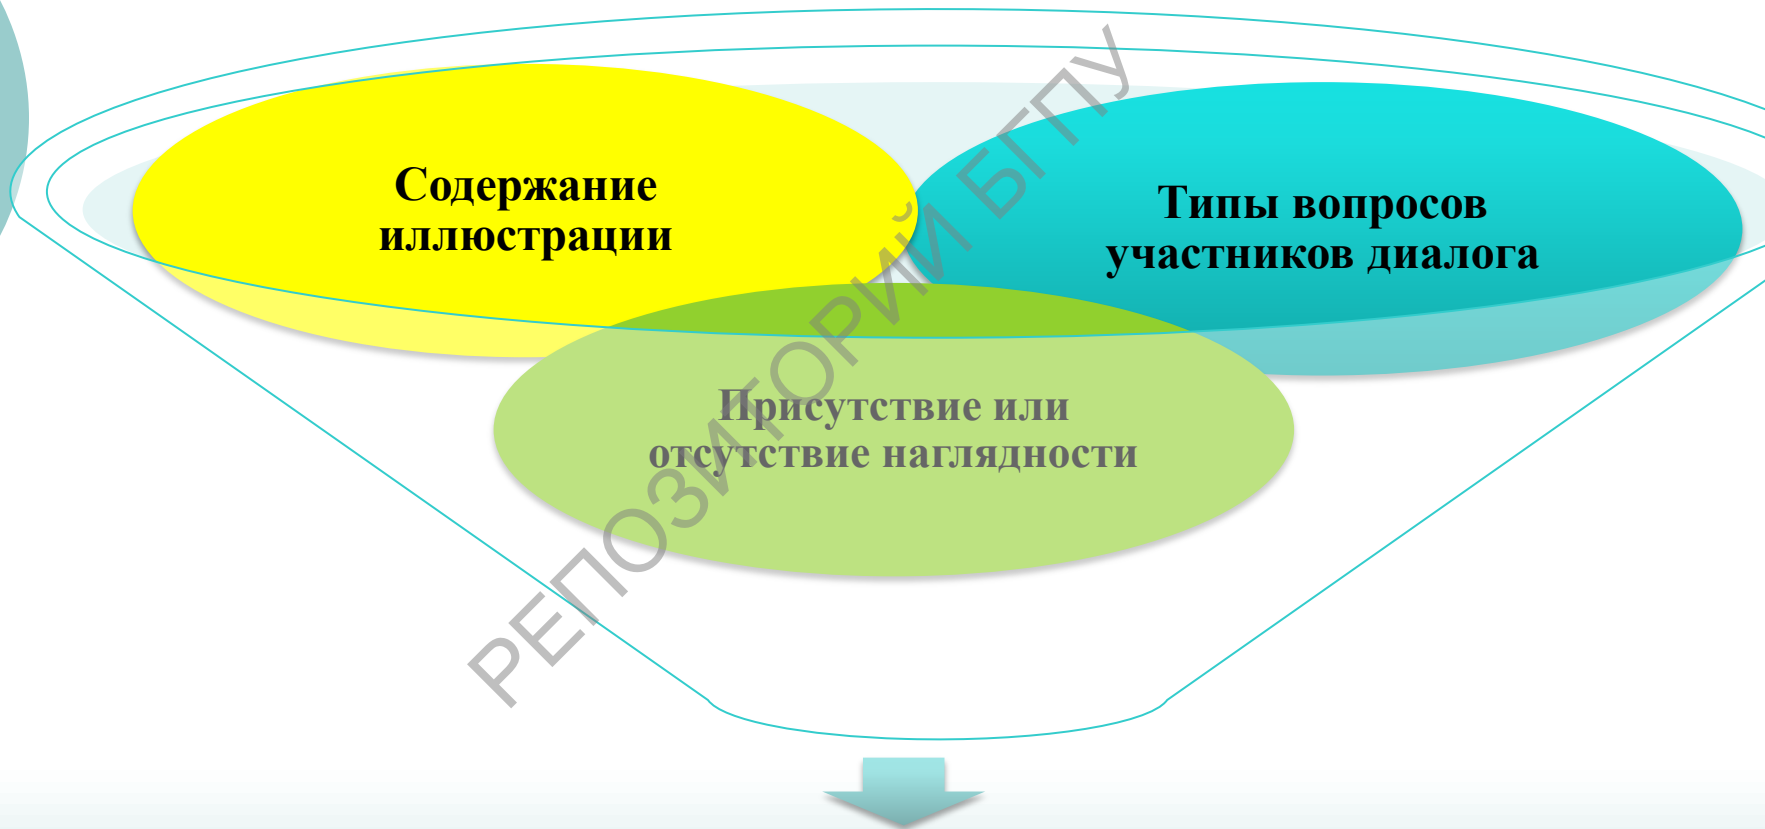 Содержание
иллюстрации
Типы вопросов
участников диалога
Присутствие или
отсутствие наглядности
РЕПОЗИТОРИЙ БГПУ